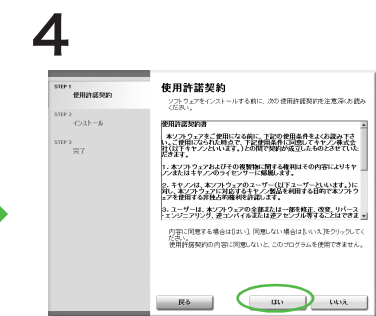 4
STEP 1
使用許諾契約
STEP 2
インストール
STEP 3
完了
使用許諾契約
ソフトウェアをインストールする前に、次の使用許諾契約を注意深くお読み
ください。
使用許諾契約書
本ソフトウェアをご使用になる前に、下記の使用条件をよくお読み下さ
い。ご使用になられた時点で、下記使用条件に同意してキヤノン株式会
社(以下キヤノンといいます。)との間で契約が成立したものとさせていた
だきます。
1. 本ソフトウェアおよびその複製物に関する権利はその内容によりキヤ
ノンまたはキヤノンのライセンサーに帰属します。
2. キヤノンは、本ソフトウェアのユーザー(以下ユーザーといいます。)に
対し、本ソフトウェアに対応するキヤノン製品を利用する目的で本ソフトウ
ェアを使用する非独占的権利を許諾します。
3. ユーザーは、本ソフトウェアの全部または一部を修正、改変、リバース
・エンジニアリング、逆コンパイルまたは逆アセンブル等することはできま
内容に同意する場合は[はい]、同意しない場合は[いいえ]をクリックしてく
ださい。
使用許諾契約の内容に同意しないと、このプログラムを使用できません。
戻る
はい
いいえ